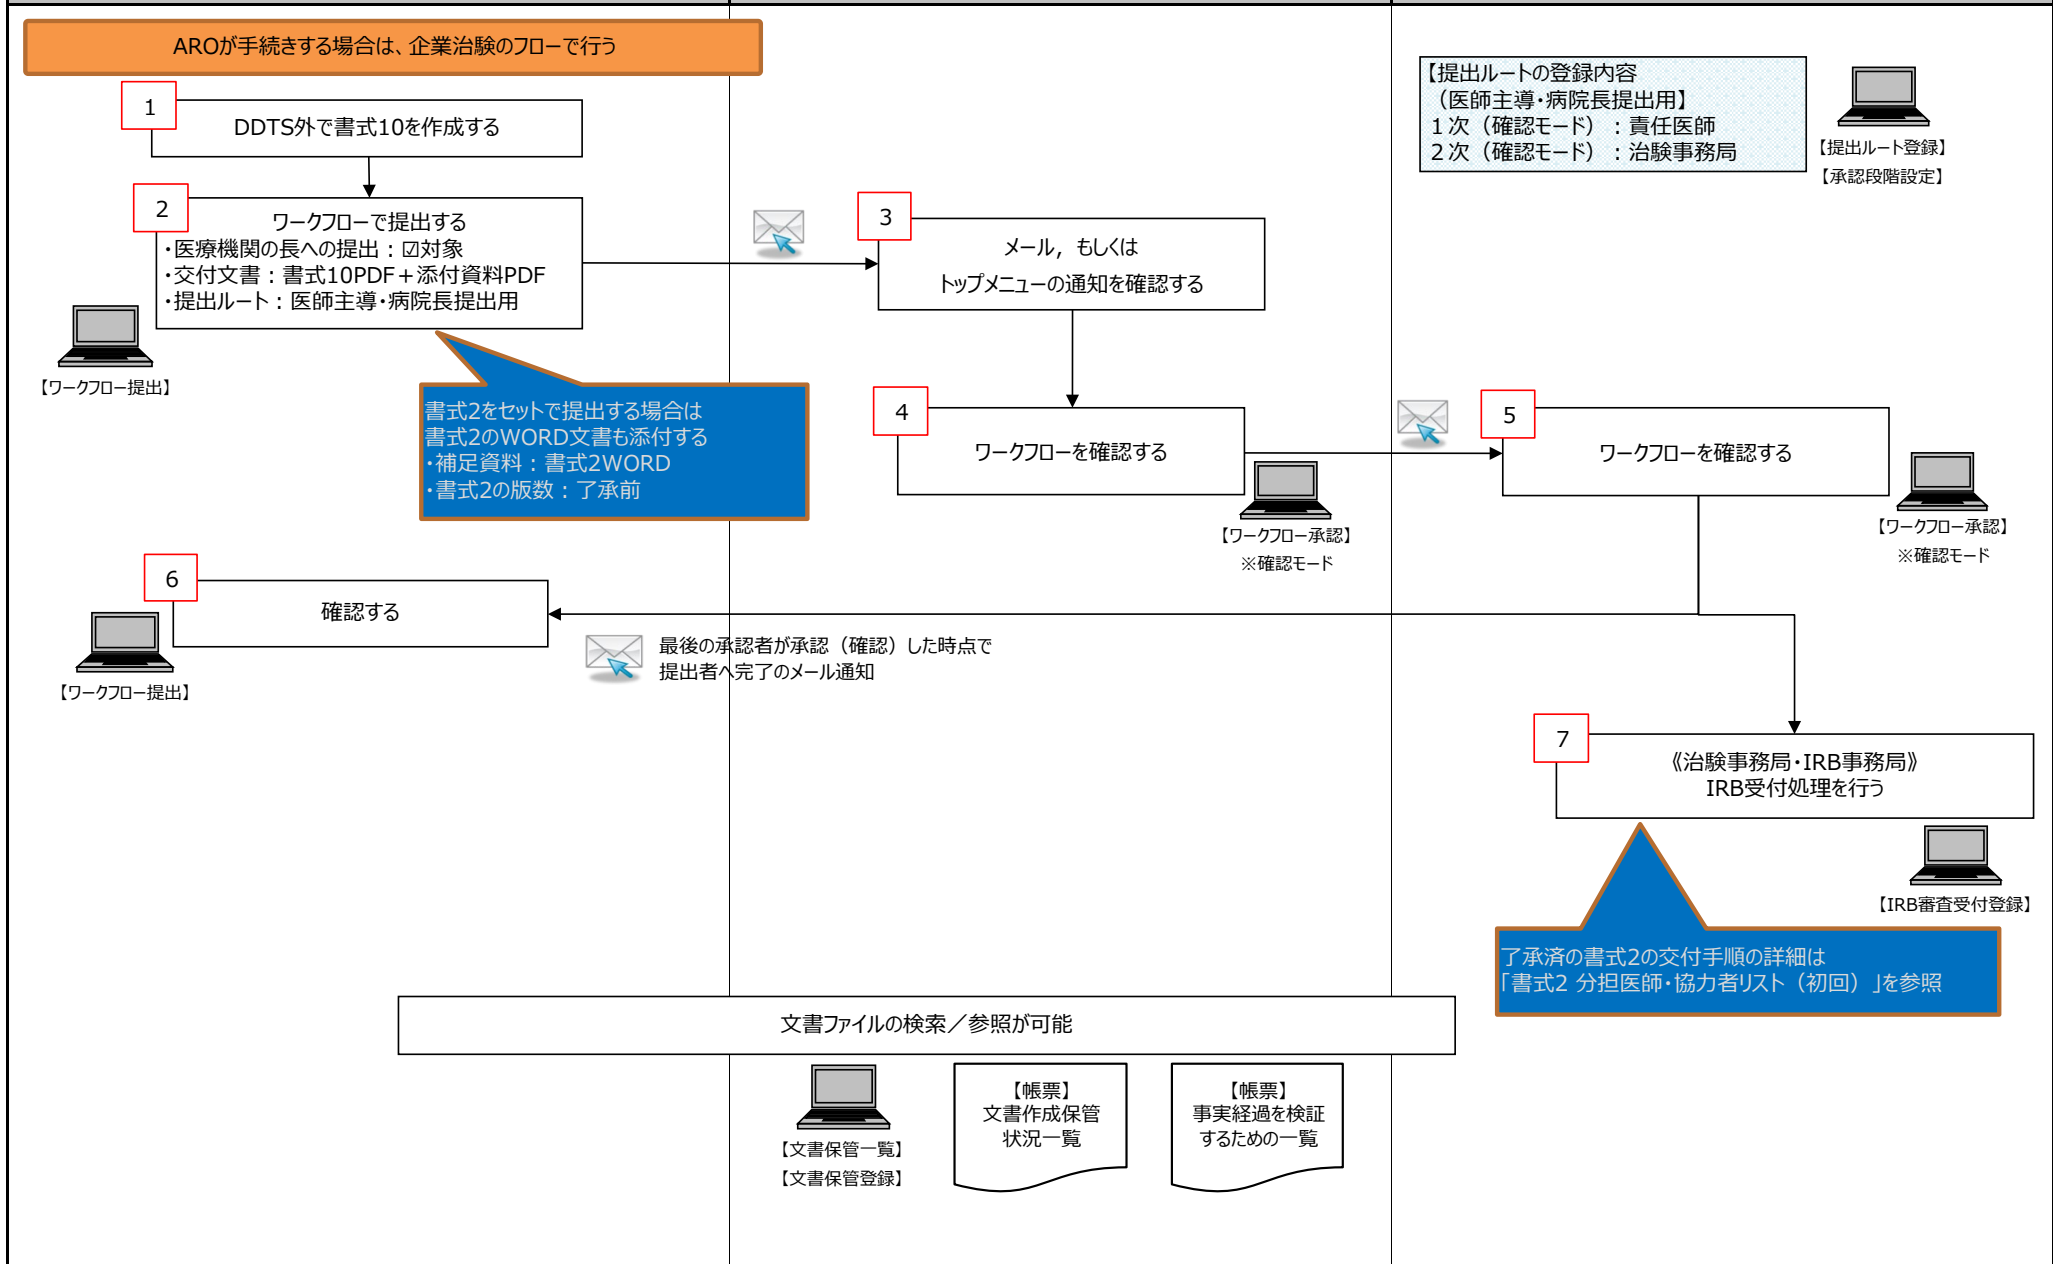 AROが手続きする場合は、企業治験のフローで行う
【提出ルートの登録内容
（医師主導・病院長提出用】
１次（確認モード）：責任医師
２次（確認モード）：治験事務局
【提出ルート登録】
【承認段階設定】
1
DDTS外で書式10を作成する
2
ワークフローで提出する
・医療機関の長への提出：☑対象
・交付文書：書式10PDF＋添付資料PDF
・提出ルート：医師主導・病院長提出用
【ワークフロー提出】
書式2をセットで提出する場合は
書式2のWORD文書も添付する
・補足資料：書式2WORD
・書式2の版数：了承前
3
メール，もしくは
トップメニューの通知を確認する
4
ワークフローを確認する
【ワークフロー承認】
※確認モード
5
ワークフローを確認する
【ワークフロー承認】
※確認モード
6
確認する
【ワークフロー提出】
最後の承認者が承認（確認）した時点で
提出者へ完了のメール通知
7
《治験事務局・IRB事務局》
IRB受付処理を行う
【IRB審査受付登録】
了承済の書式2の交付手順の詳細は
「書式2 分担医師・協力者リスト（初回）」を参照
文書ファイルの検索／参照が可能
【文書保管一覧】
【文書保管登録】
【帳票】
文書作成保管
状況一覧
【帳票】
事実経過を検証
するための一覧